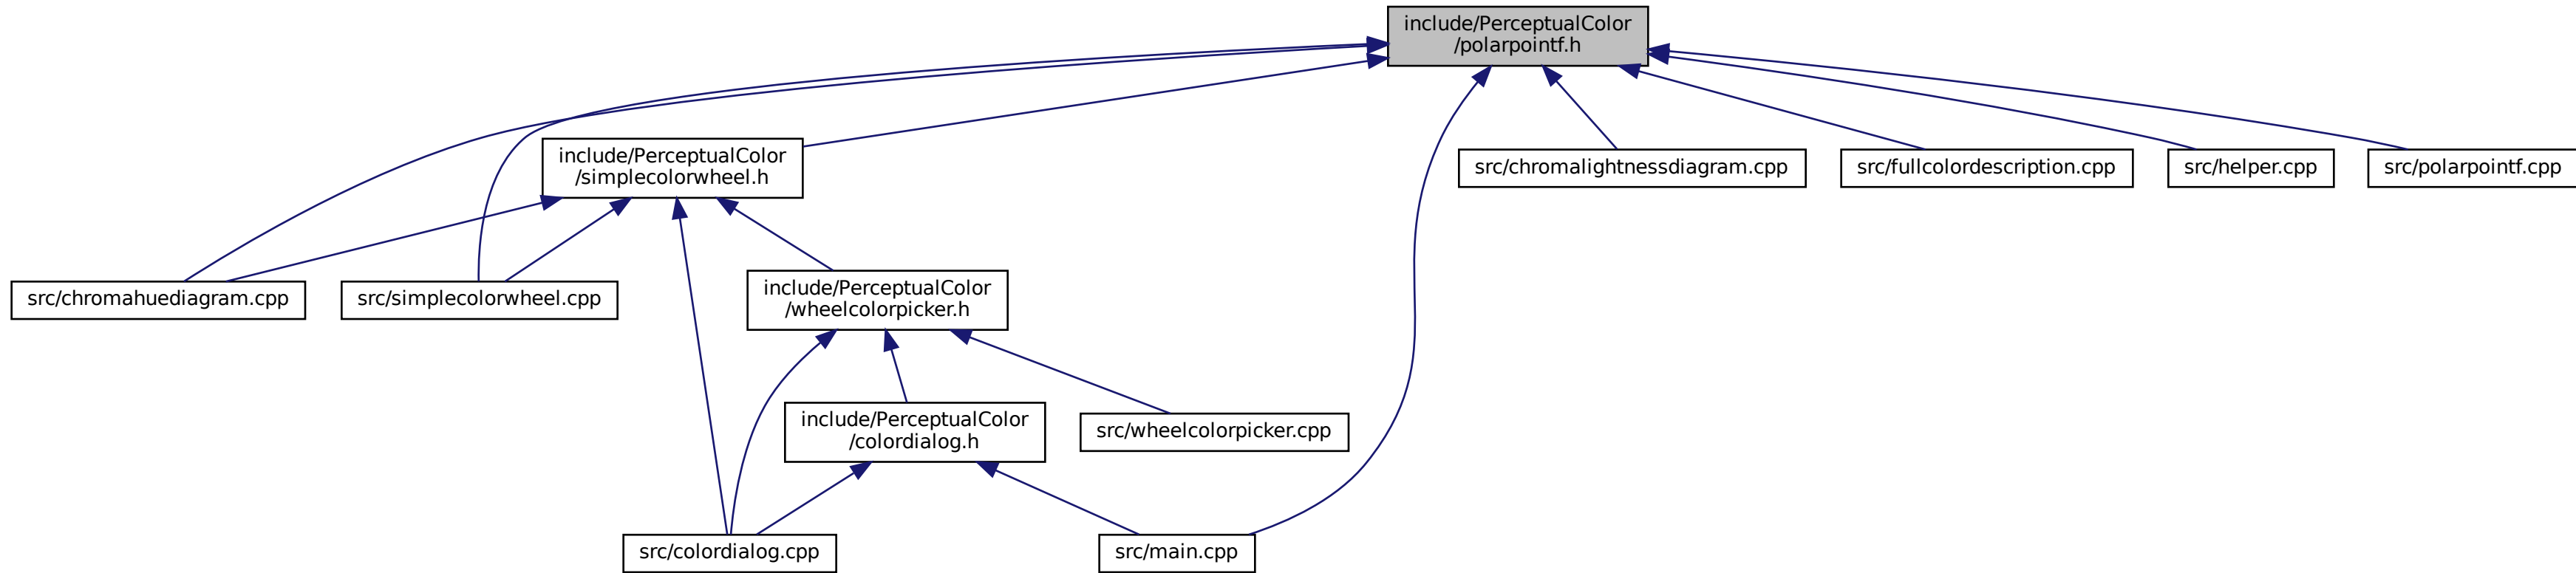 include/PerceptualColor
/polarpointf.h
include/PerceptualColor
/simplecolorwheel.h
src/chromalightnessdiagram.cpp
src/fullcolordescription.cpp
src/helper.cpp
src/polarpointf.cpp
src/chromahuediagram.cpp
src/simplecolorwheel.cpp
include/PerceptualColor
/wheelcolorpicker.h
include/PerceptualColor
/colordialog.h
src/wheelcolorpicker.cpp
src/colordialog.cpp
src/main.cpp